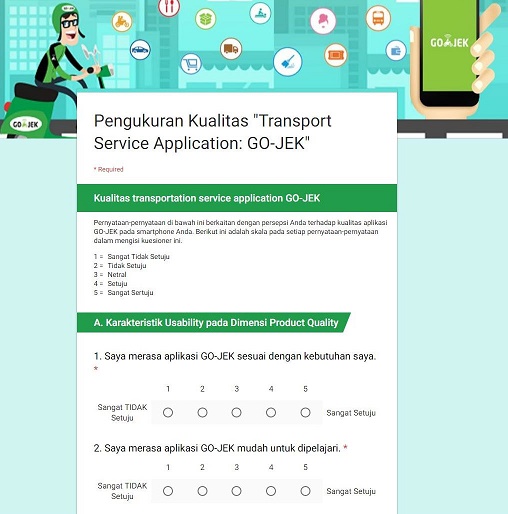 GO JEK
GO JEK
Pengukuran Kualitas "Transport
Service Application: GO-JEK"
* Required
Kualitas transportation service application GO-JEK
Pernyataan-pernyataan di bawah ini berkaitan dengan persepsi Anda terhadap kualitas aplikasi
GO-JEK pada smartphone Anda. Berikut ini adalah skala pada setiap pernyataan-pernyataan
dalam mengisi kuesioner ini.
1 = Sangat Tidak Setuju
2 = Tidak Setuju
3 = Netral
4 = Setuju
5 = Sangat Sertuju
A. Karakteristik Usability pada Dimensi Product Quality
1. Saya merasa aplikasi GO-JEK sesuai dengan kebutuhan saya.
*
1 2 3 4 5
Sangat TIDAK
Setuju
Sangat Setuju
2. Saya merasa aplikasi GO-JEK mudah untuk dipelajari. *
1 2 3 4 5
Sangat TIDAK
Setuju
Sangat Setuju